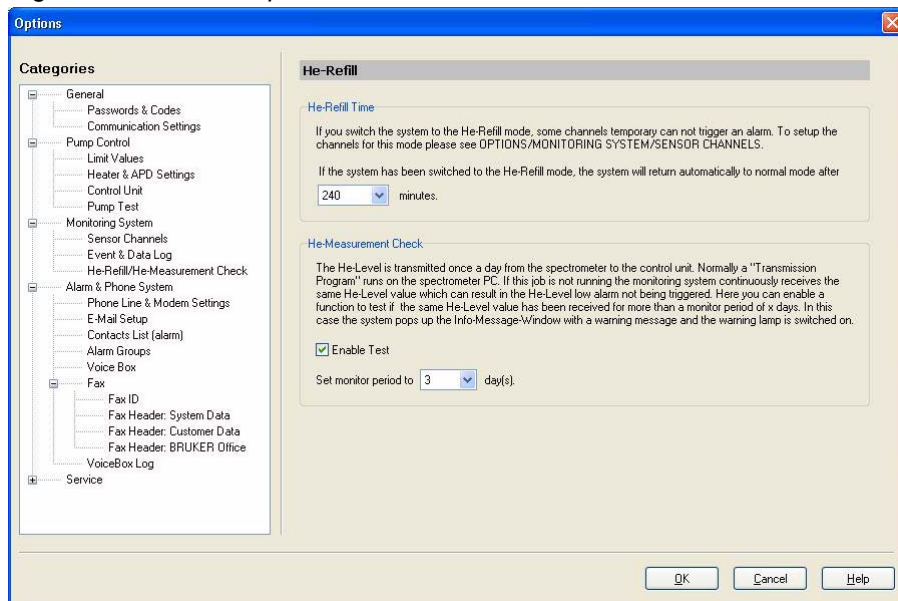 Options
Categories
General
Passwords & Codes
Communication Settings
Pump Control
Limit Values
Heater & APD Settings
Control Unit
Pump Test
Monitoring System
Sensor Channels
Event & Data Log
He-Refill/He-Measurement Check
Alarm & Phone System
Phone Line & Modem Settings
E-Mail Setup
Contacts List (alarm)
Alarm Groups
Voice Box
Fax
Fax ID
Fax Header: System Data
Fax Header: Customer Data
Fax Header: BRUKER Office
VoiceBox Log
Service
He-Refill
He-Refill Time
If you switch the system to the He-Refill mode, some channels temporary can not trigger an alarm. To setup the
channels for this mode please see OPTIONS/MONITORING SYSTEM/SENSOR CHANNELS.
If the system has been switched to the He-Refill mode, the system will return automatically to normal mode after
240 minutes.
He-Measurement Check
The He-Level is transmitted once a day from the spectrometer to the control unit. Normally a "Transmission
Program" runs on the spectrometer PC. If this job is not running the monitoring system continuously receives the
same He-Level value which can result in the He-Level low alarm not being triggered. Here you can enable a
function to test if the same He-Level value has been received for more than a monitor period of x days. In this
case the system pops up the Info-Message-Window with a warning message and the warning lamp is switched on.
Enable Test
Set monitor period to 3 day(s).
OK Cancel Help